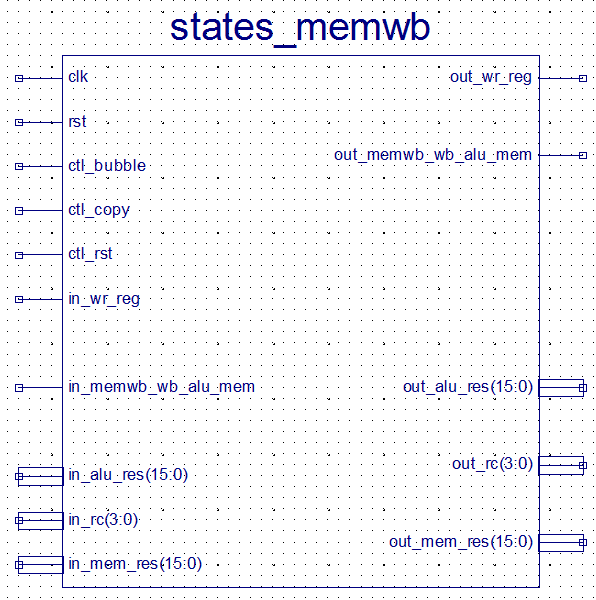 states_memwb
clk
out_wr_reg
rst
out_memwb_wb_alu_mem
ctl_bubble
ctl_copy
ctl_rst
in_wr_reg
in_memwb_wb_alu_mem
out_alu_res(15:0)
out_rc(3:0)
in_alu_res(15:0)
in_rc(3:0)
out_mem_res(15:0)
in_mem_res(15:0)